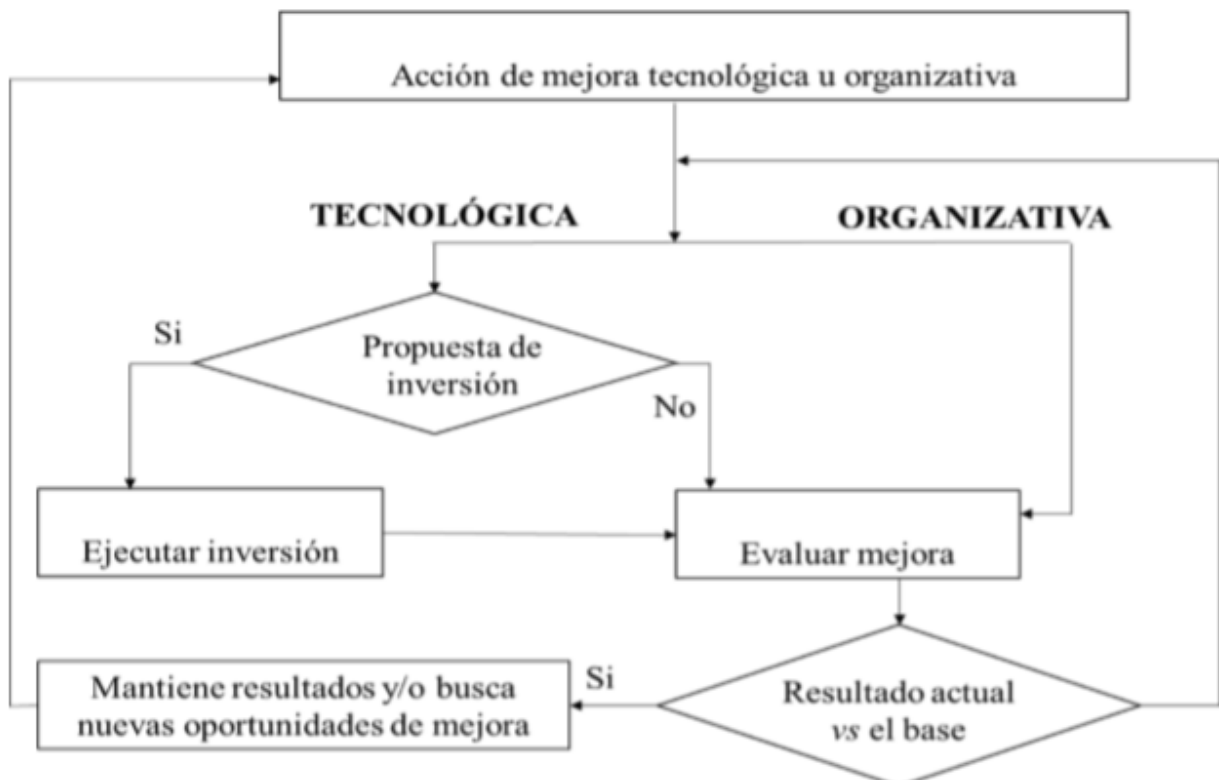 Acción de mejora tecnológica u organizativa
TECNOLÓGICA
ORGANIZATIVA
Si
Propuesta de
inversión
No
Ejecutar inversión
Evaluar mejora
Mantiene resultados y/o busca
nuevas oportunidades de mejora
Si
Resultado actual
vs el base